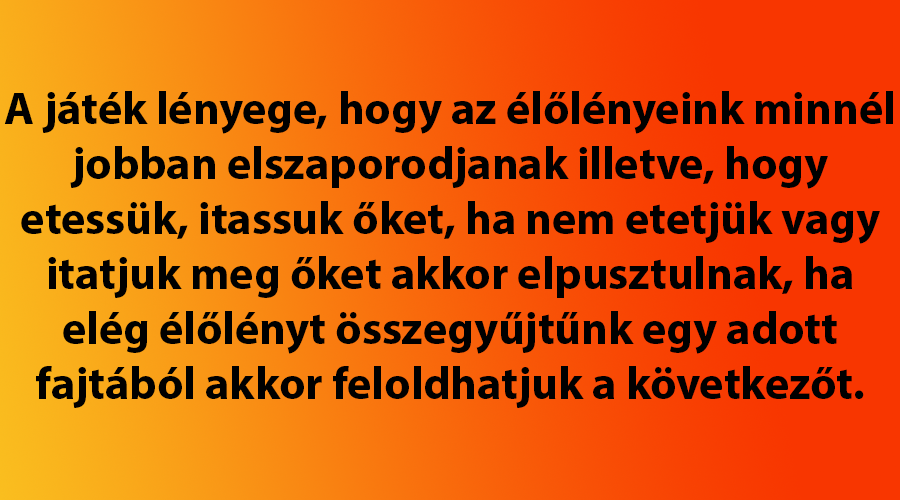 A játék lényege, hogy az élőlényeink minnél
jobban elszaporodjanak illetve, hogy
etessük, itassuk őket, ha nem etetjük vagy
itatjuk meg őket akkor elpusztulnak, ha
elég élőlényt összegyűjtűnk egy adott
fajtából akkor feloldhatjuk a következőt.